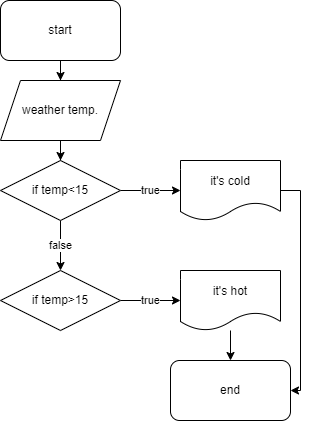 start
weather temp.
if temp<15
true
it's cold
false
if temp>15
true
it's hot
end